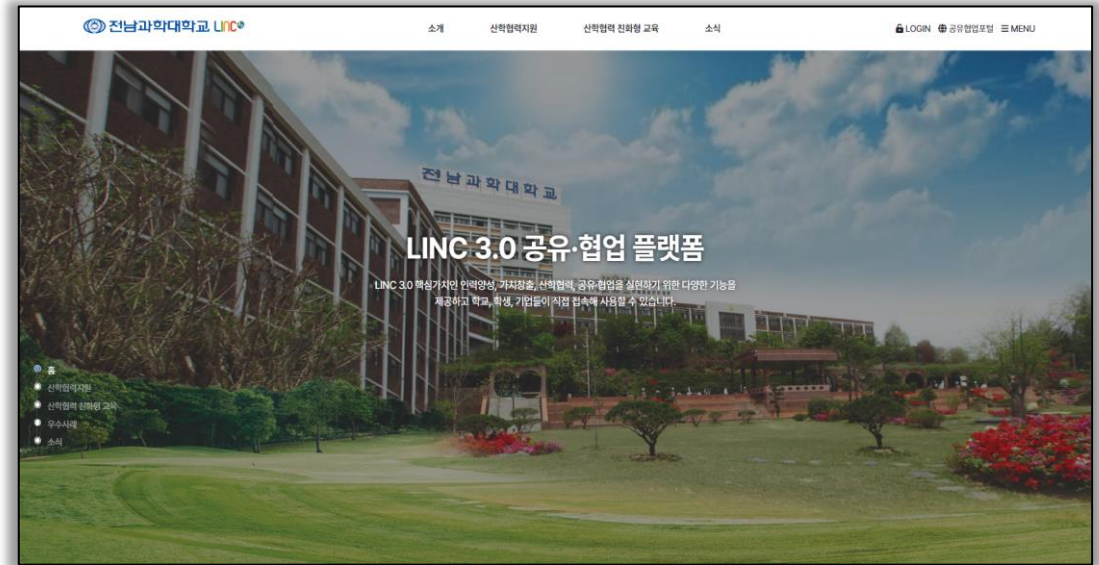 전남과학대학교 LINC3.0
소개 산학협력지원 산학협력 친화형 교육 소식
LOGIN 공유협업포털 MENU
전남과학대학교
LINC 3.0 공유·협업 플랫폼
LINC 3.0 핵심가치인 인력양성, 가치창출, 산학협력, 공유·협업을 실현하기 위한 다양한 기능을
제공하고 학교, 학생, 기업들이 직접 접속해 사용할 수 있습니다.
홈
산학협력지원
산학협력 친화형 교육
우수사례
소식